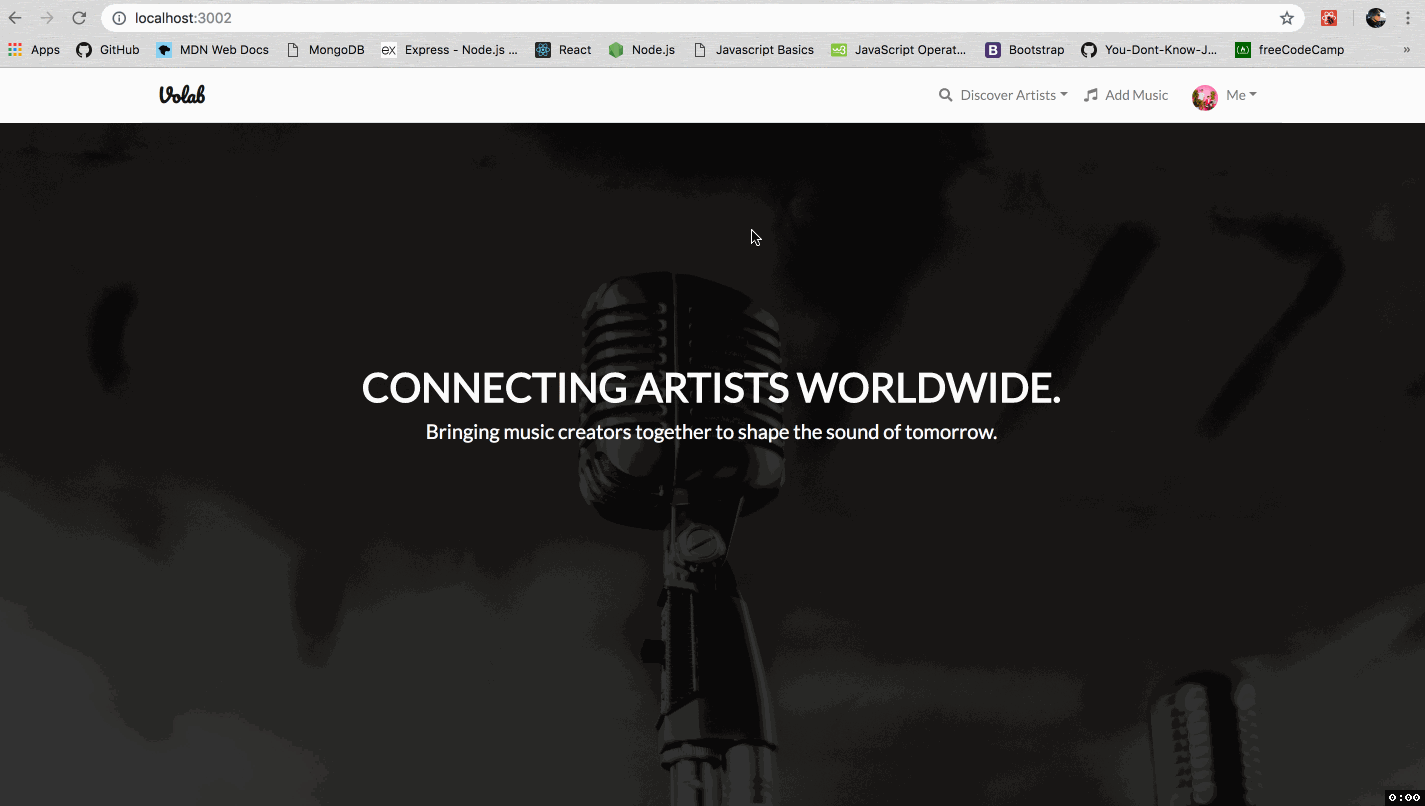 localhost:3002
Apps GitHub MDN Web Docs MongoDB EX Express - Node.js ... React Node.js Javascript Basics w3 JavaScript Operat... B Bootstrap You-Dont-Know-J... freeCodeCamp »
Volab Discover Artists Add Music Me
CONNECTING ARTISTS WORLDWIDE.
Bringing music creators together to shape the sound of tomorrow.
0:00